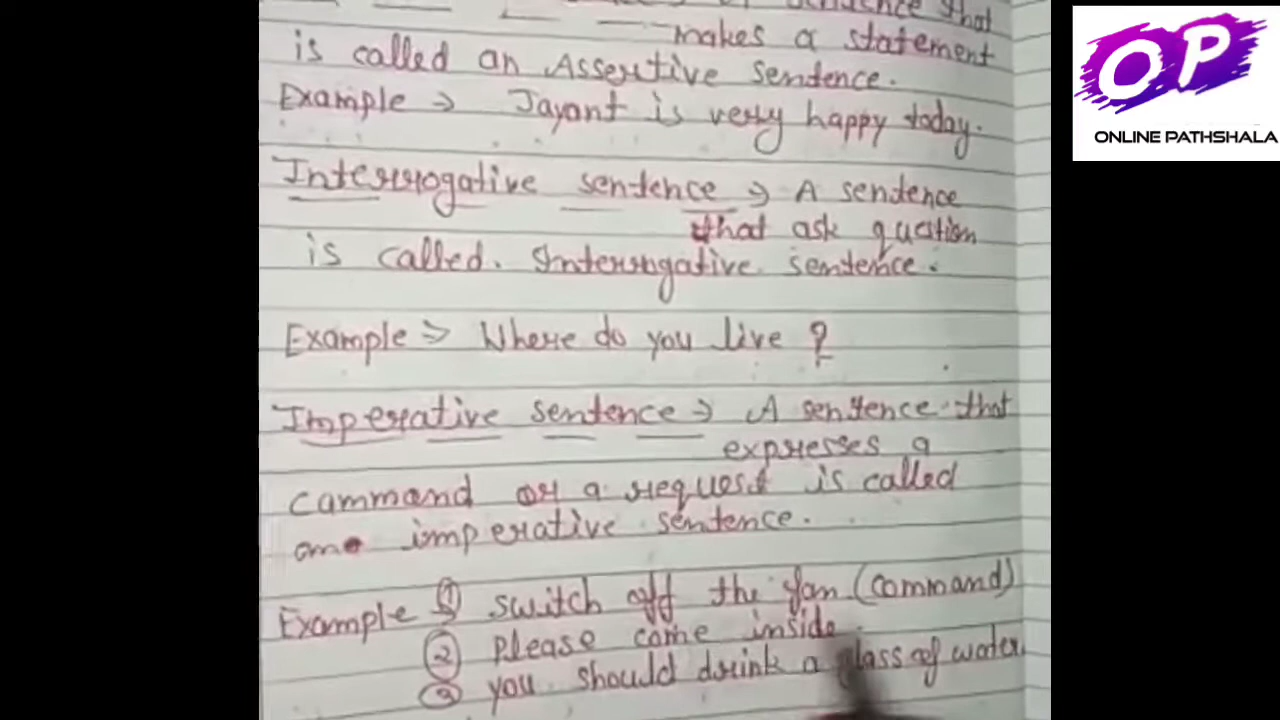 sentence that
makes a statement
is called an Assertive sentence.
Example ⇒ Jayant is very happy today.
Interrogative sentence ⇒ A sentence
that ask question
is called. Interrogative sentence.
Example ⇒ Where do you live ?
Imperative sentence ⇒ A sentence that
expresses a
cammand or a request is called
an imperative sentence.
Example ① switch off the fan (command)
② please come inside.
③ you should drink a glass of water.
OP
ONLINE PATHSHALA